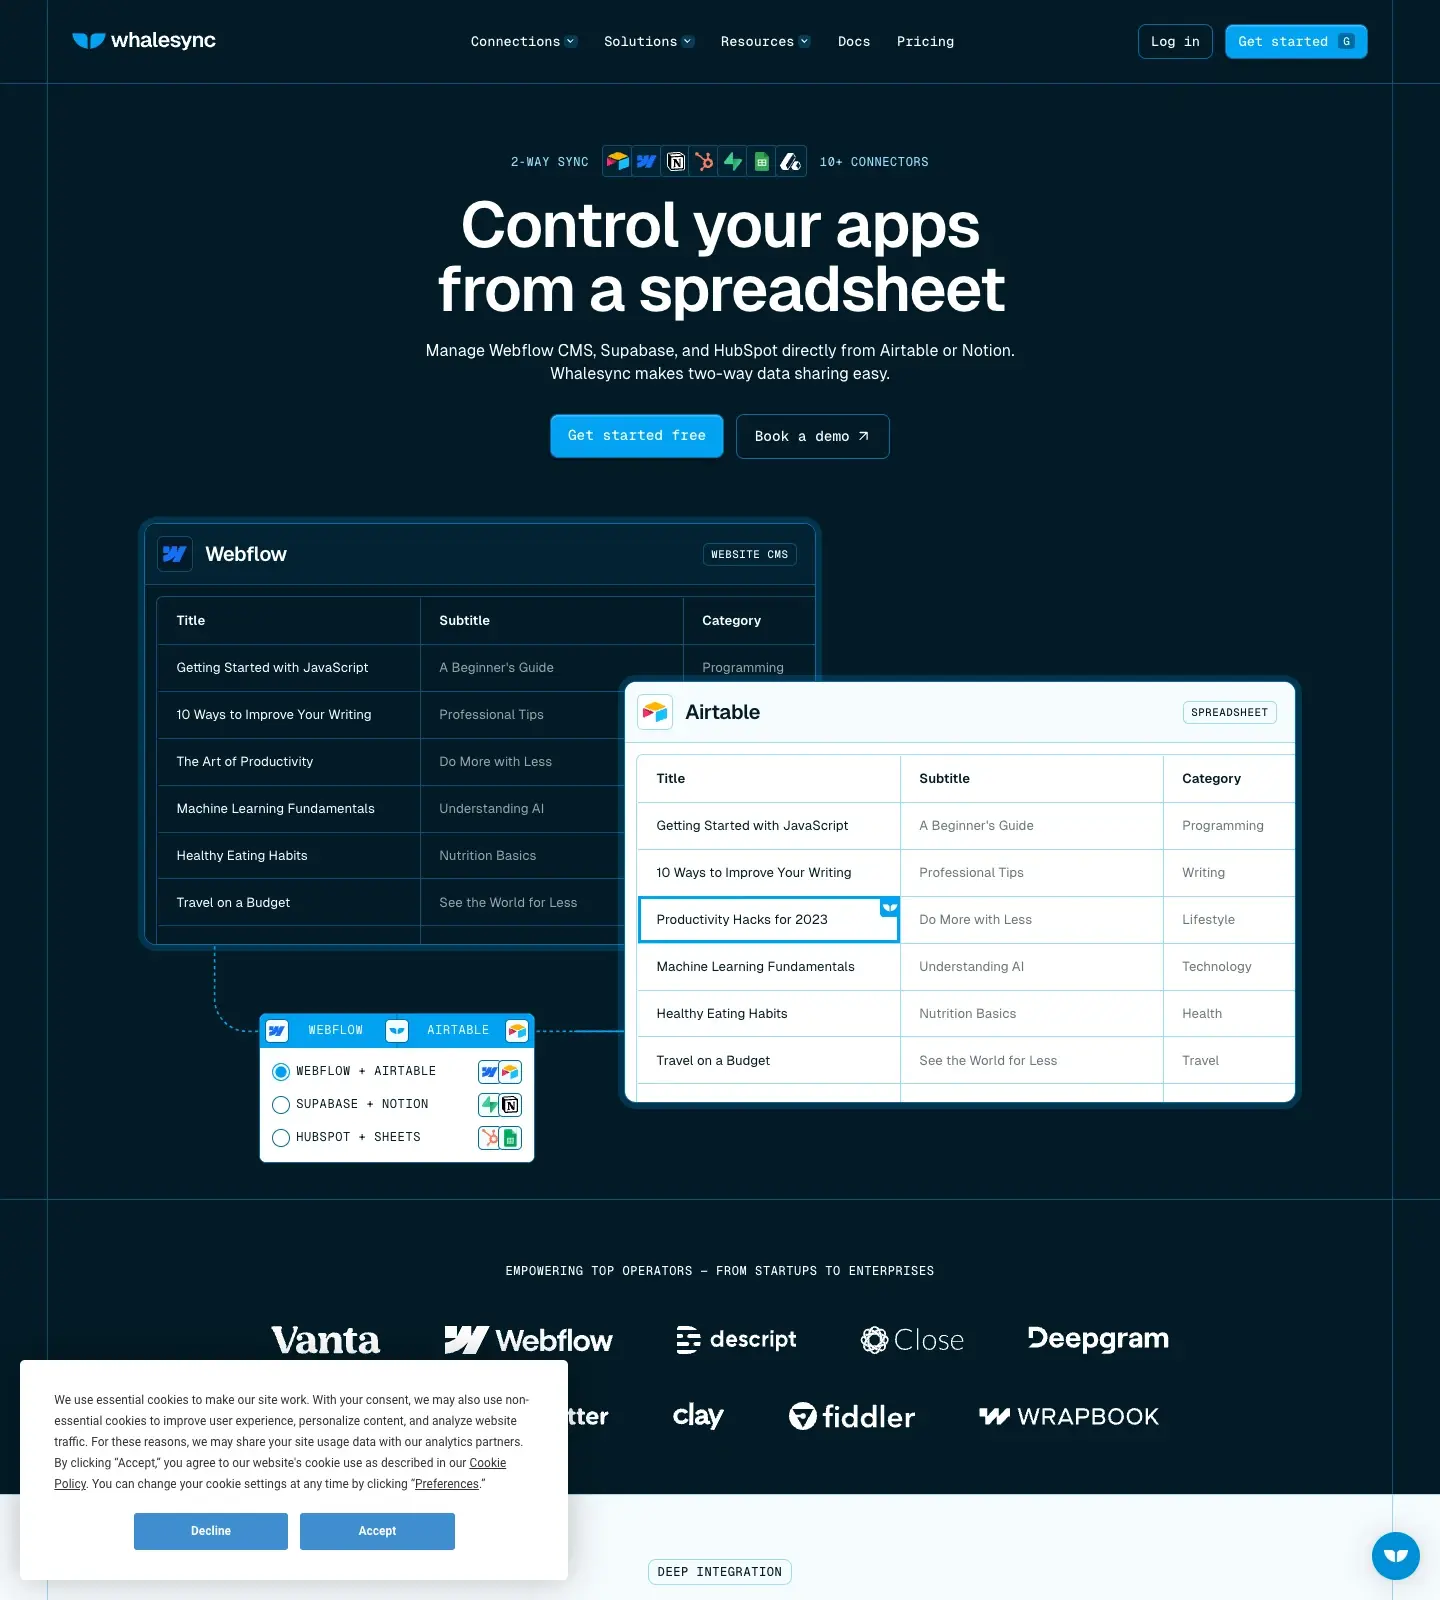 whalesync
Connections
Solutions
Resources
Docs
Pricing
Log in
Get started G
2-WAY SYNC
10+ CONNECTORS
Control your apps
from a spreadsheet
Manage Webflow CMS, Supabase, and HubSpot directly from Airtable or Notion.
Whalesync makes two-way data sharing easy.
Get started free
Book a demo
Webflow
WEBSITE CMS
Title Subtitle Category
Getting Started with JavaScript A Beginner's Guide Programming
10 Ways to Improve Your Writing Professional Tips
The Art of Productivity Do More with Less
Machine Learning Fundamentals Understanding AI
Healthy Eating Habits Nutrition Basics
Travel on a Budget See the World for Less
Airtable
SPREADSHEET
Title Subtitle Category
Getting Started with JavaScript A Beginner's Guide Programming
10 Ways to Improve Your Writing Professional Tips Writing
Productivity Hacks for 2023 Do More with Less Lifestyle
Machine Learning Fundamentals Understanding AI Technology
Healthy Eating Habits Nutrition Basics Health
Travel on a Budget See the World for Less Travel
WEBFLOW AIRTABLE
WEBFLOW + AIRTABLE
SUPABASE + NOTION
HUBSPOT + SHEETS
EMPOWERING TOP OPERATORS – FROM STARTUPS TO ENTERPRISES
Vanta
Webflow
descript
Close
Deepgram
tter
clay
fiddler
WRAPBOOK
We use essential cookies to make our site work. With your consent, we may also use non-
essential cookies to improve user experience, personalize content, and analyze website
traffic. For these reasons, we may share your site usage data with our analytics partners.
By clicking “Accept,” you agree to our website's cookie use as described in our Cookie
Policy. You can change your cookie settings at any time by clicking “Preferences.”
Decline
Accept
DEEP INTEGRATION